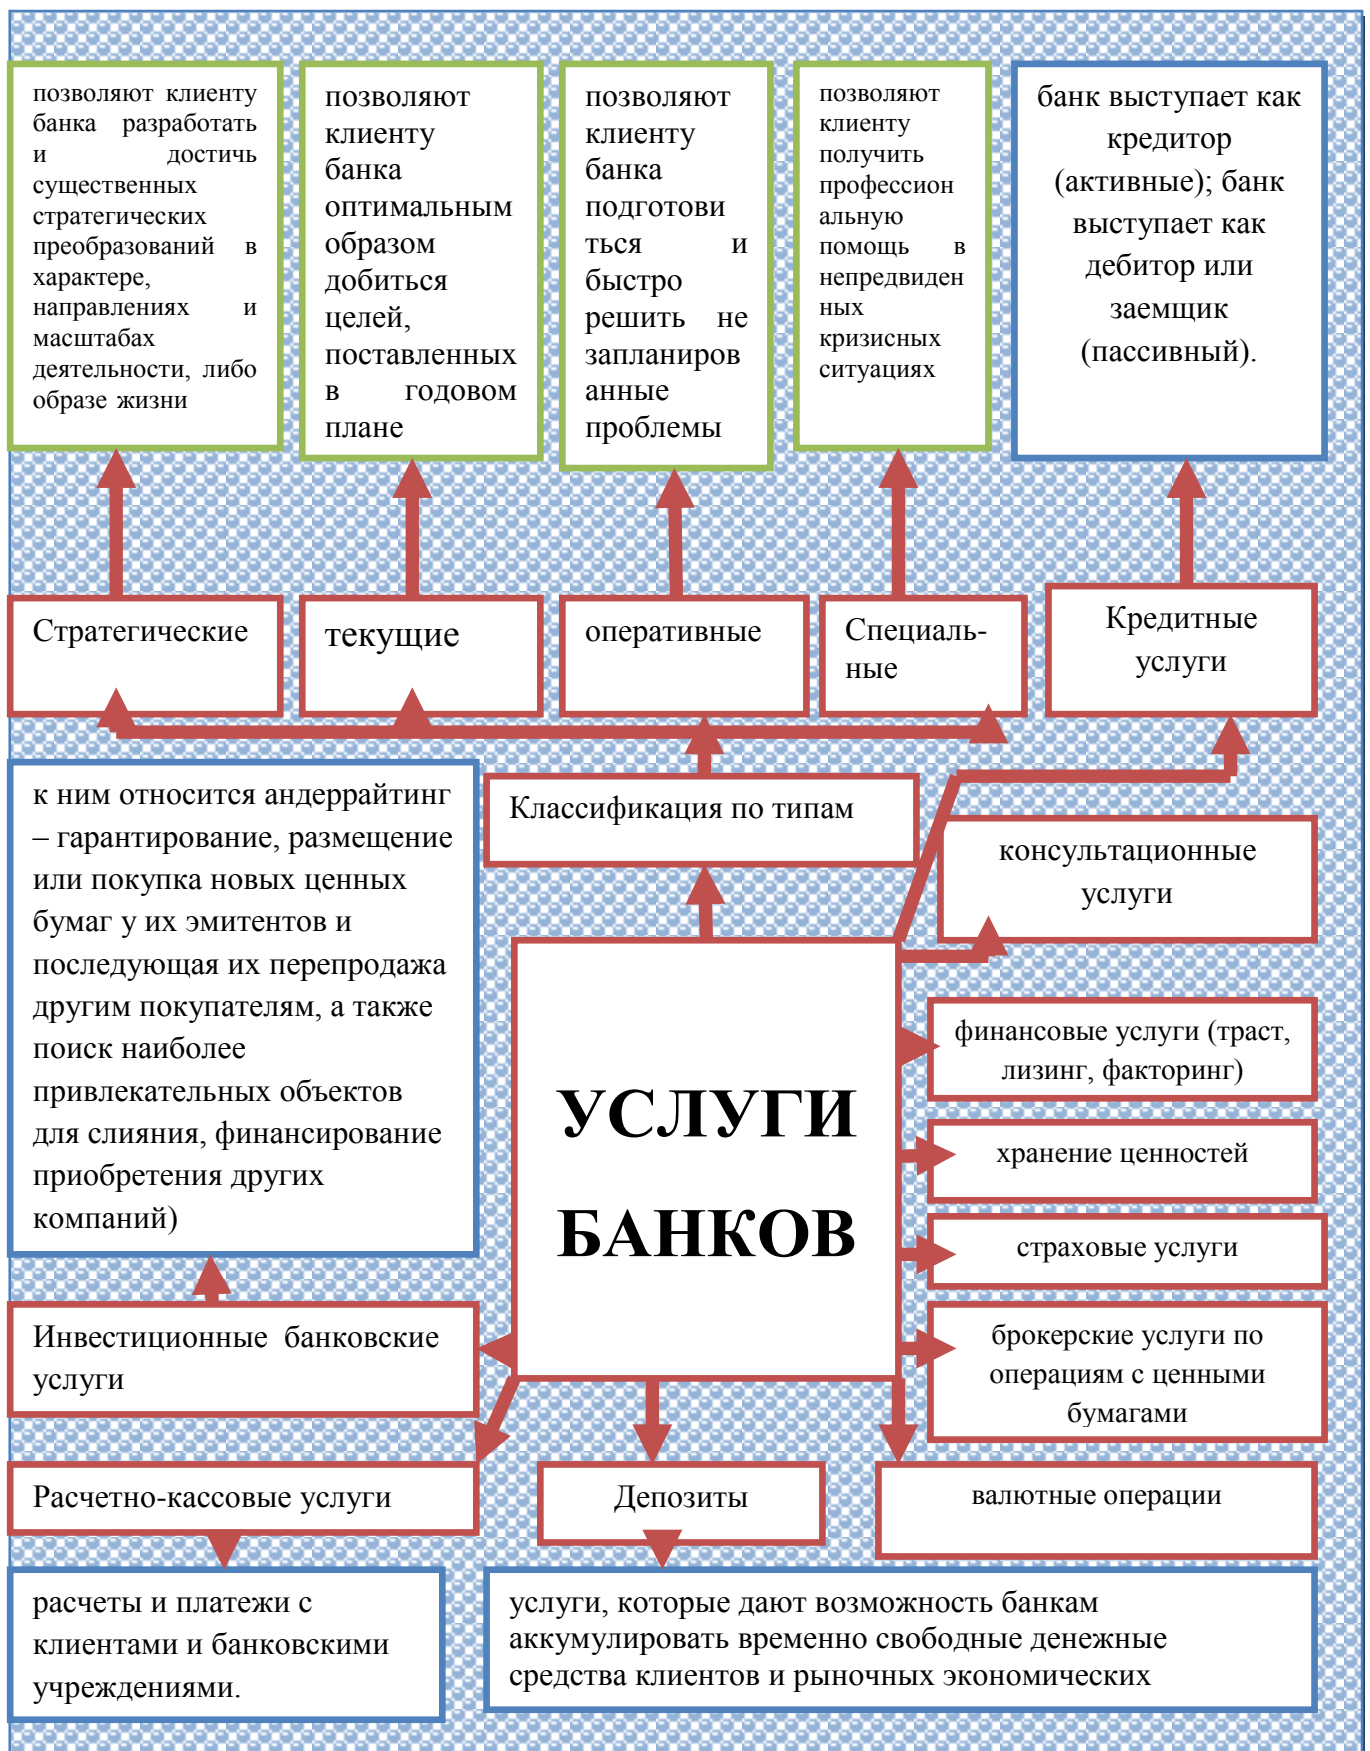 позволяют клиенту
банка разработать
и достичь
существенных
стратегических
преобразований в
характере,
направлениях и
масштабах
деятельности, либо
образе жизни
позволяют
клиенту
банка
оптимальным
образом
добиться
целей,
поставленных
в годовом
плане
позволяют
клиенту
банка
подготови
ться и
быстро
решить не
запланиров
анные
проблемы
позволяют
клиенту
получить
профессион
альную
помощь в
непредвиден
ных
кризисных
ситуациях
банк выступает как
кредитор
(активные); банк
выступает как
дебитор или
заемщик
(пассивный).
Стратегические
текущие
оперативные
Специаль-
ные
Кредитные
услуги
к ним относится андеррайтинг
– гарантирование, размещение
или покупка новых ценных
бумаг у их эмитентов и
последующая их перепродажа
другим покупателям, а также
поиск наиболее
привлекательных объектов
для слияния, финансирование
приобретения других
компаний)
Классификация по типам
консультационные
услуги
УСЛУГИ
БАНКОВ
финансовые услуги (траст,
лизинг, факторинг)
хранение ценностей
страховые услуги
брокерские услуги по
операциям с ценными
бумагами
Инвестиционные банковские
услуги
Расчетно-кассовые услуги
Депозиты
валютные операции
расчеты и платежи с
клиентами и банковскими
учреждениями.
услуги, которые дают возможность банкам
аккумулировать временно свободные денежные
средства клиентов и рыночных экономических